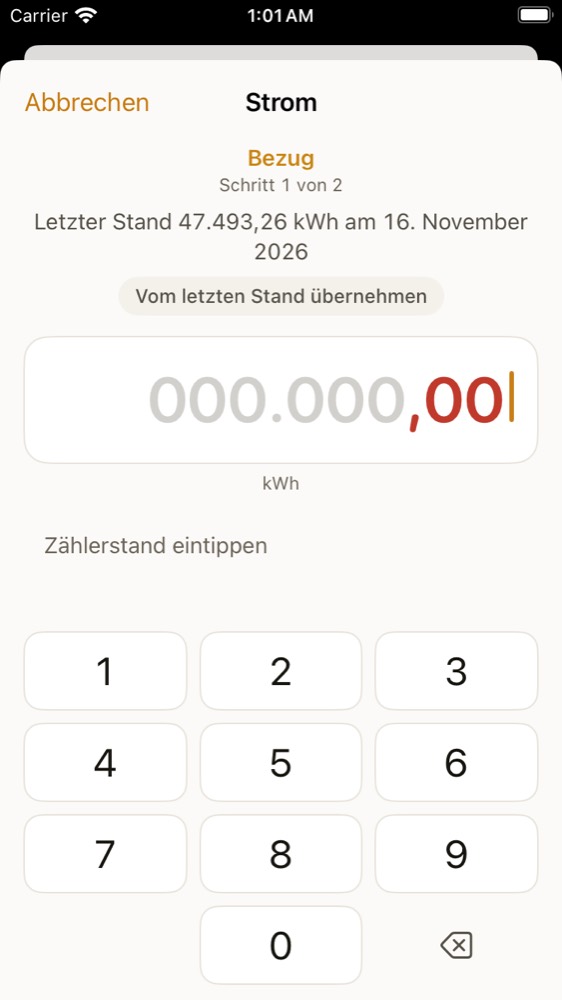 Carrier 1:01 AM
Abbrechen Strom
Bezug
Schritt 1 von 2
Letzter Stand 47.493,26 kWh am 16. November
2026
Vom letzten Stand übernehmen
000.000,00
kWh
Zählerstand eintippen
1 2 3
4 5 6
7 8 9
0